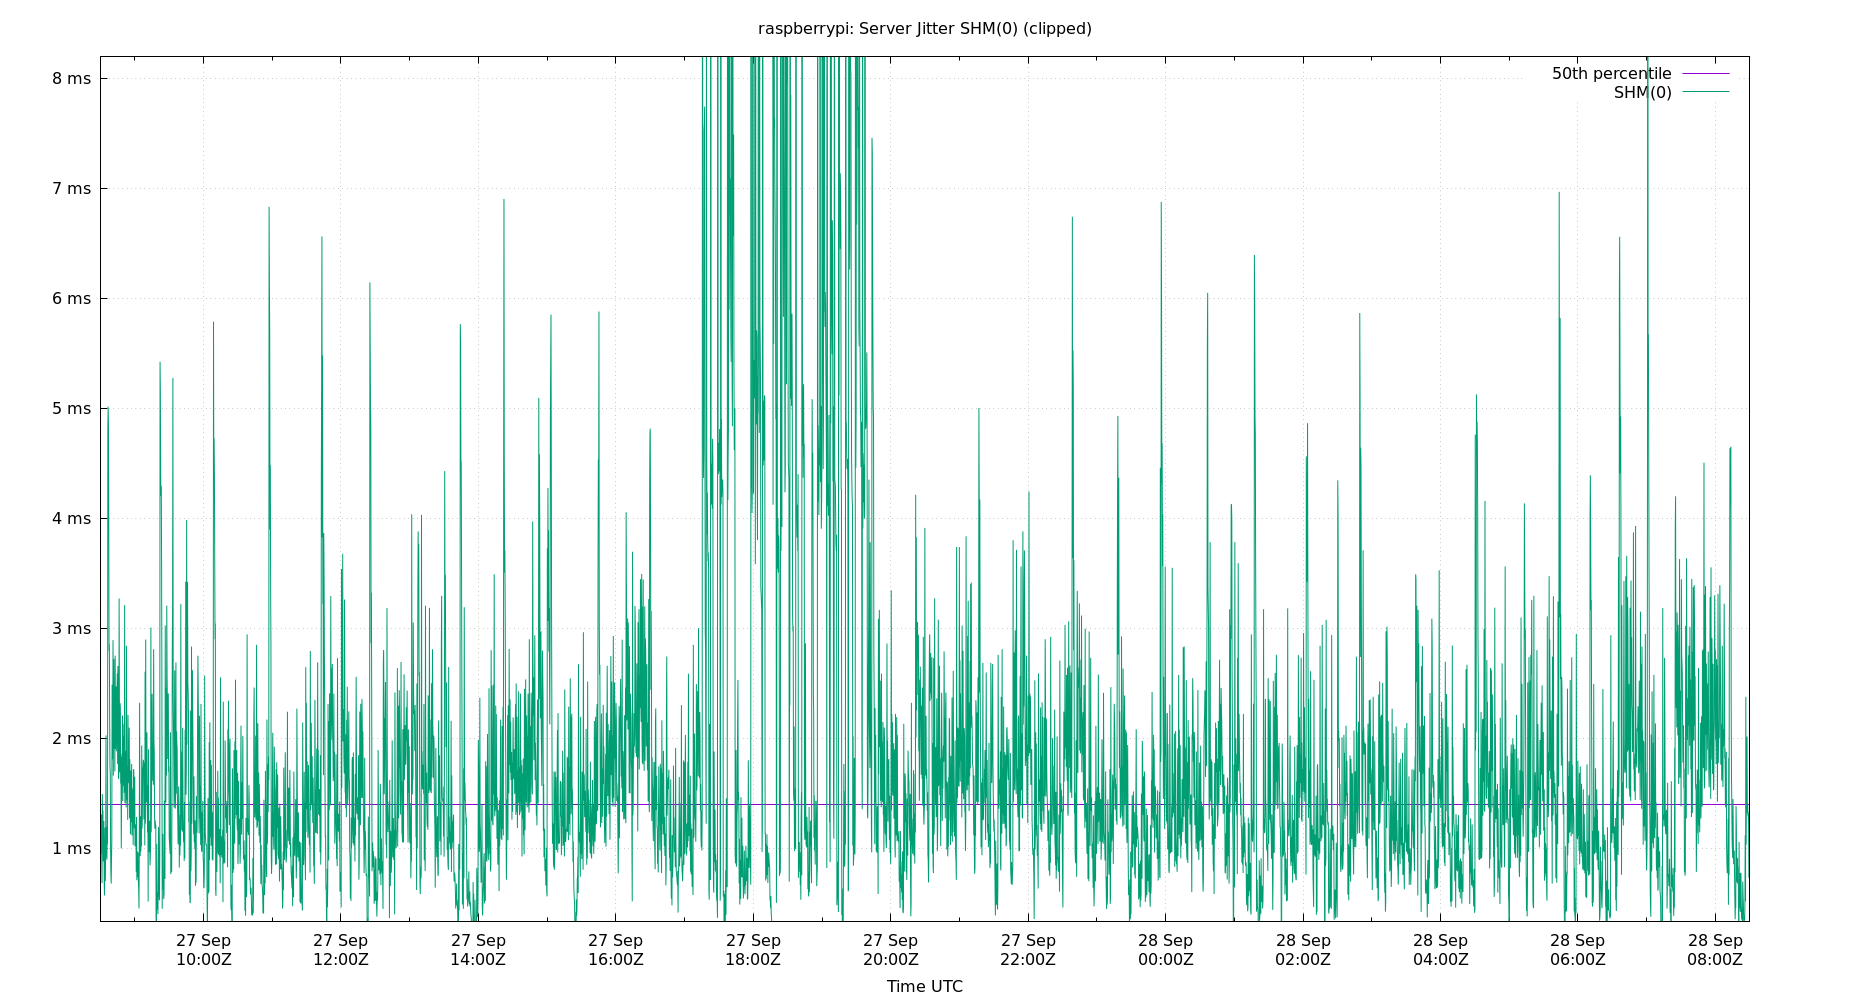 raspberrypi: Server Jitter SHM(0) (clipped)
50th percentile
SHM(0)
8 ms
7 ms
6 ms
5 ms
4 ms
3 ms
2 ms
1 ms
27 Sep 27 Sep 27 Sep 27 Sep 27 Sep 27 Sep 27 Sep 28 Sep 28 Sep 28 Sep 28 Sep 28 Sep
10:00Z 12:00Z 14:00Z 16:00Z 18:00Z 20:00Z 22:00Z 00:00Z 02:00Z 04:00Z 06:00Z 08:00Z
Time UTC